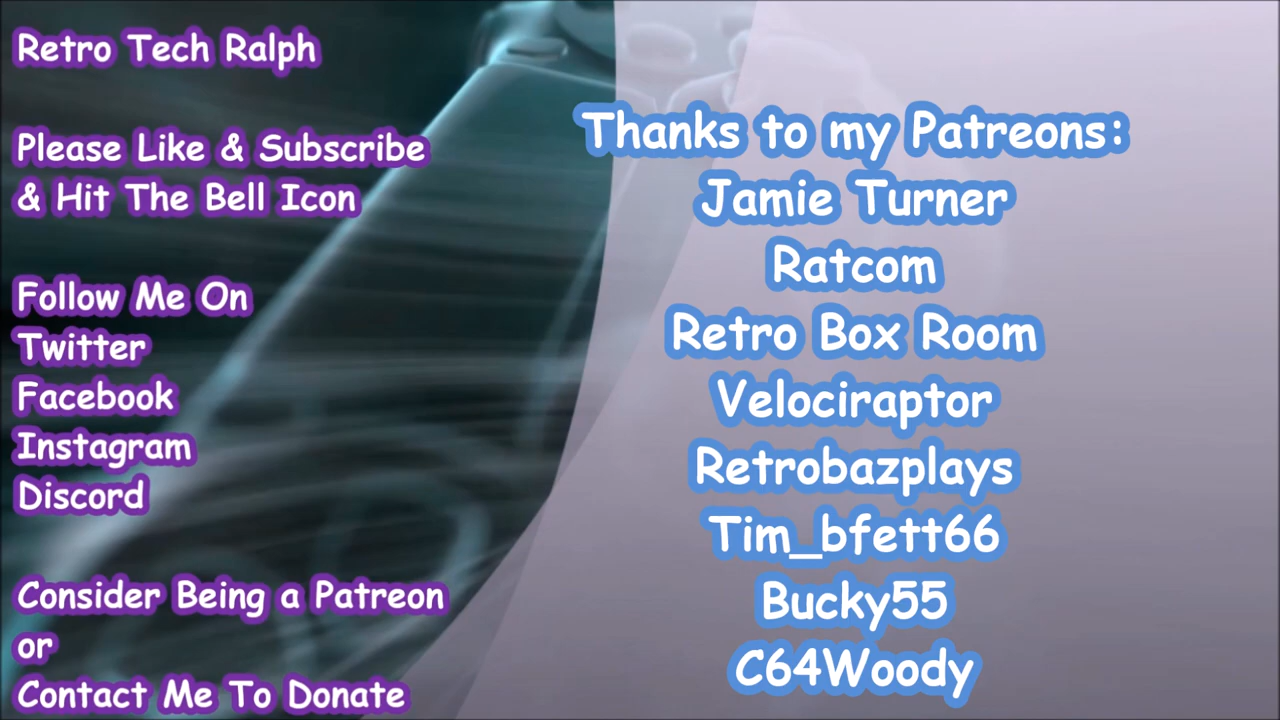 Retro Tech Ralph
Please Like & Subscribe
& Hit The Bell Icon
Follow Me On
Twitter
Facebook
Instagram
Discord
Consider Being a Patreon
or
Contact Me To Donate
Thanks to my Patreons:
Jamie Turner
Ratcom
Retro Box Room
Velociraptor
Retrobazplays
Tim_bfett66
Bucky55
C64Woody